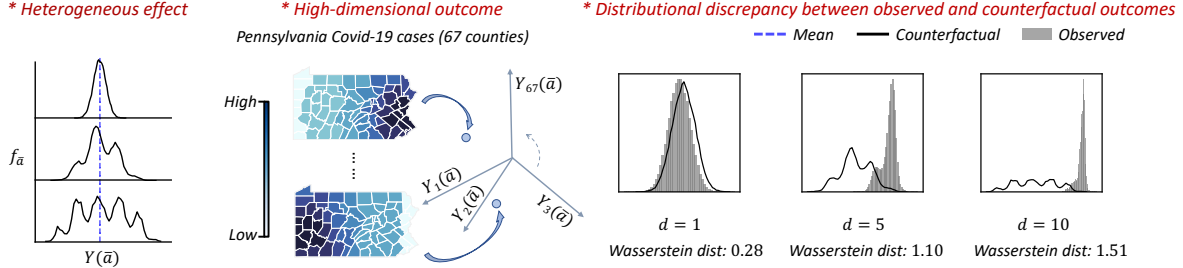 * Heterogeneous effect
f_ā
Y(ā)
* High-dimensional outcome
Pennsylvania Covid-19 cases (67 counties)
High
Low
Y₆₇(ā)
Y₁(ā)
Y₂(ā)
Y₃(ā)
* Distributional discrepancy between observed and counterfactual outcomes
Mean Counterfactual Observed
d = 1
Wasserstein dist: 0.28
d = 5
Wasserstein dist: 1.10
d = 10
Wasserstein dist: 1.51